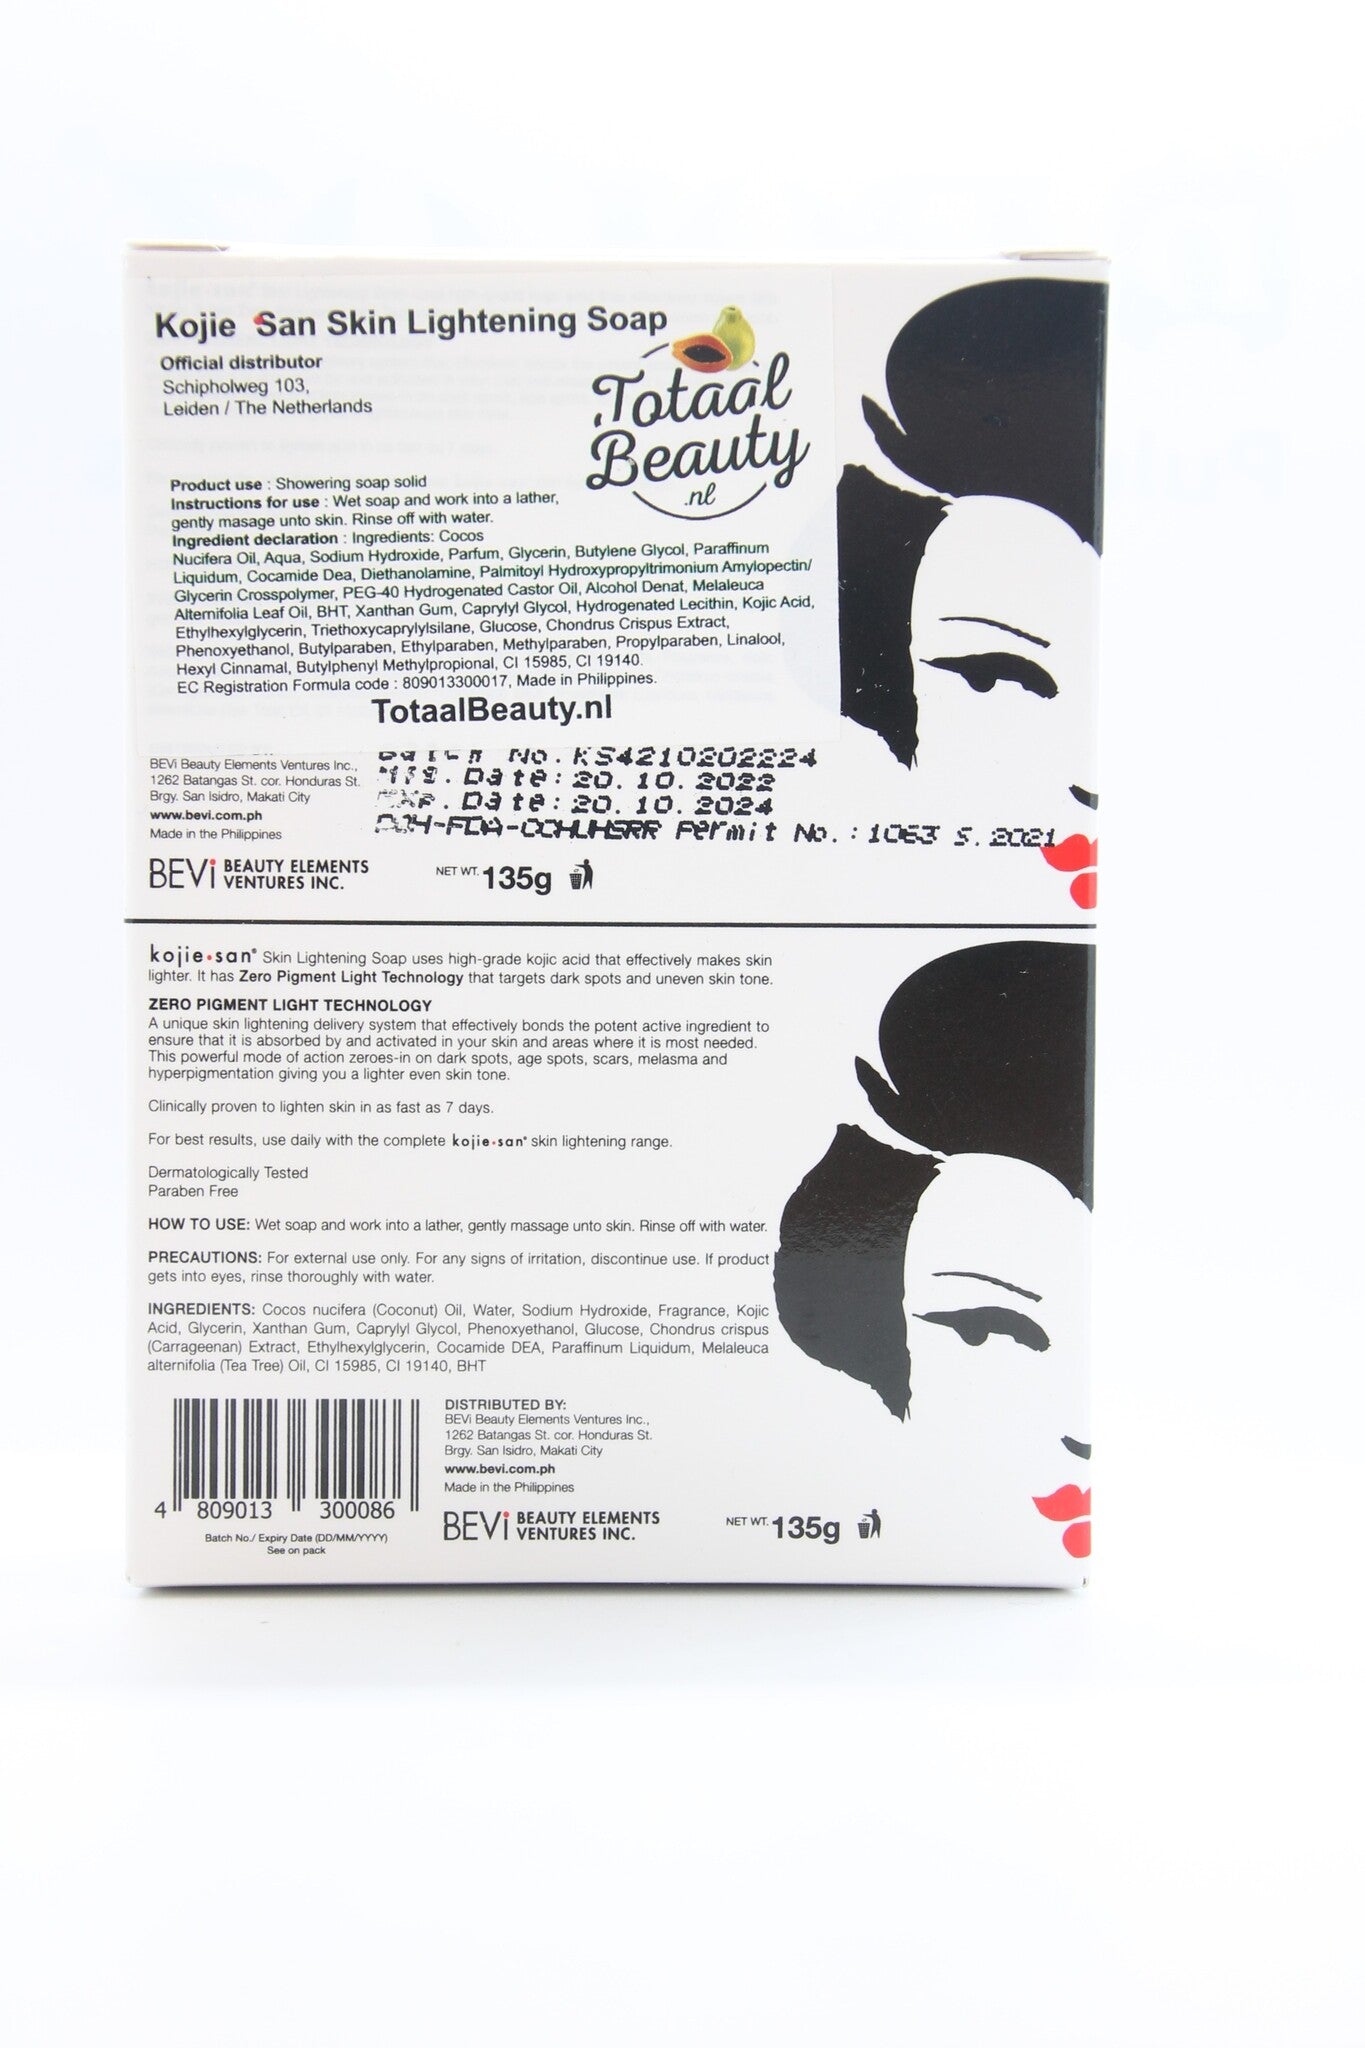 Kojie San Skin Lightening Soap
Official distributor
Schipholweg 103,
Leiden / The Netherlands
Totaal
Beauty
.nl
Product use : Showering soap solid
Instructions for use : Wet soap and work into a lather,
gently masage unto skin. Rinse off with water.
Ingredient declaration : Ingredients: Cocos
Nucifera Oil, Aqua, Sodium Hydroxide, Parfum, Glycerin, Butylene Glycol, Paraffinum
Liquidum, Cocamide Dea, Diethanolamine, Palmitoyl Hydroxypropyltrimonium Amylopectin/
Glycerin Crosspolymer, PEG-40 Hydrogenated Castor Oil, Alcohol Denat, Melaleuca
Alternifolia Leaf Oil, BHT, Xanthan Gum, Caprylyl Glycol, Hydrogenated Lecithin, Kojic Acid,
Ethylhexylglycerin, Triethoxycaprylylsilane, Glucose, Chondrus Crispus Extract,
Phenoxyethanol, Butylparaben, Ethylparaben, Methylparaben, Propylparaben, Linalool,
Hexyl Cinnamal, Butylphenyl Methylpropional, CI 15985, CI 19140.
EC Registration Formula code : 809013300017, Made in Philippines.
TotaalBeauty.nl
BEVi Beauty Elements Ventures Inc.,
1262 Batangas St. cor. Honduras St.
Brgy. San Isidro, Makati City
www.bevi.com.ph
Made in the Philippines
Batch No. KS4210202224
Mfg. Date: 20. 10. 2022
Exp. Date: 20. 10. 2024
Permit No. : 1063 S. 2021
BEVi BEAUTY ELEMENTS
VENTURES INC.
NET WT. 135g
kojie•san® Skin Lightening Soap uses high-grade kojic acid that effectively makes skin
lighter. It has Zero Pigment Light Technology that targets dark spots and uneven skin tone.
ZERO PIGMENT LIGHT TECHNOLOGY
A unique skin lightening delivery system that effectively bonds the potent active ingredient to
ensure that it is absorbed by and activated in your skin and areas where it is most needed.
This powerful mode of action zeroes-in on dark spots, age spots, scars, melasma and
hyperpigmentation giving you a lighter even skin tone.
Clinically proven to lighten skin in as fast as 7 days.
For best results, use daily with the complete kojie•san® skin lightening range.
Dermatologically Tested
Paraben Free
HOW TO USE: Wet soap and work into a lather, gently massage unto skin. Rinse off with water.
PRECAUTIONS: For external use only. For any signs of irritation, discontinue use. If product
gets into eyes, rinse thoroughly with water.
INGREDIENTS: Cocos nucifera (Coconut) Oil, Water, Sodium Hydroxide, Fragrance, Kojic
Acid, Glycerin, Xanthan Gum, Caprylyl Glycol, Phenoxyethanol, Glucose, Chondrus crispus
(Carrageenan) Extract, Ethylhexylglycerin, Cocamide DEA, Paraffinum Liquidum, Melaleuca
alternifolia (Tea Tree) Oil, CI 15985, CI 19140, BHT
4 809013 300086
Batch No./ Expiry Date (DD/MM/YYYY)
See on pack
DISTRIBUTED BY:
BEVi Beauty Elements Ventures Inc.,
1262 Batangas St. cor. Honduras St.
Brgy. San Isidro, Makati City
www.bevi.com.ph
Made in the Philippines
BEVi BEAUTY ELEMENTS
VENTURES INC.
NET WT. 135g